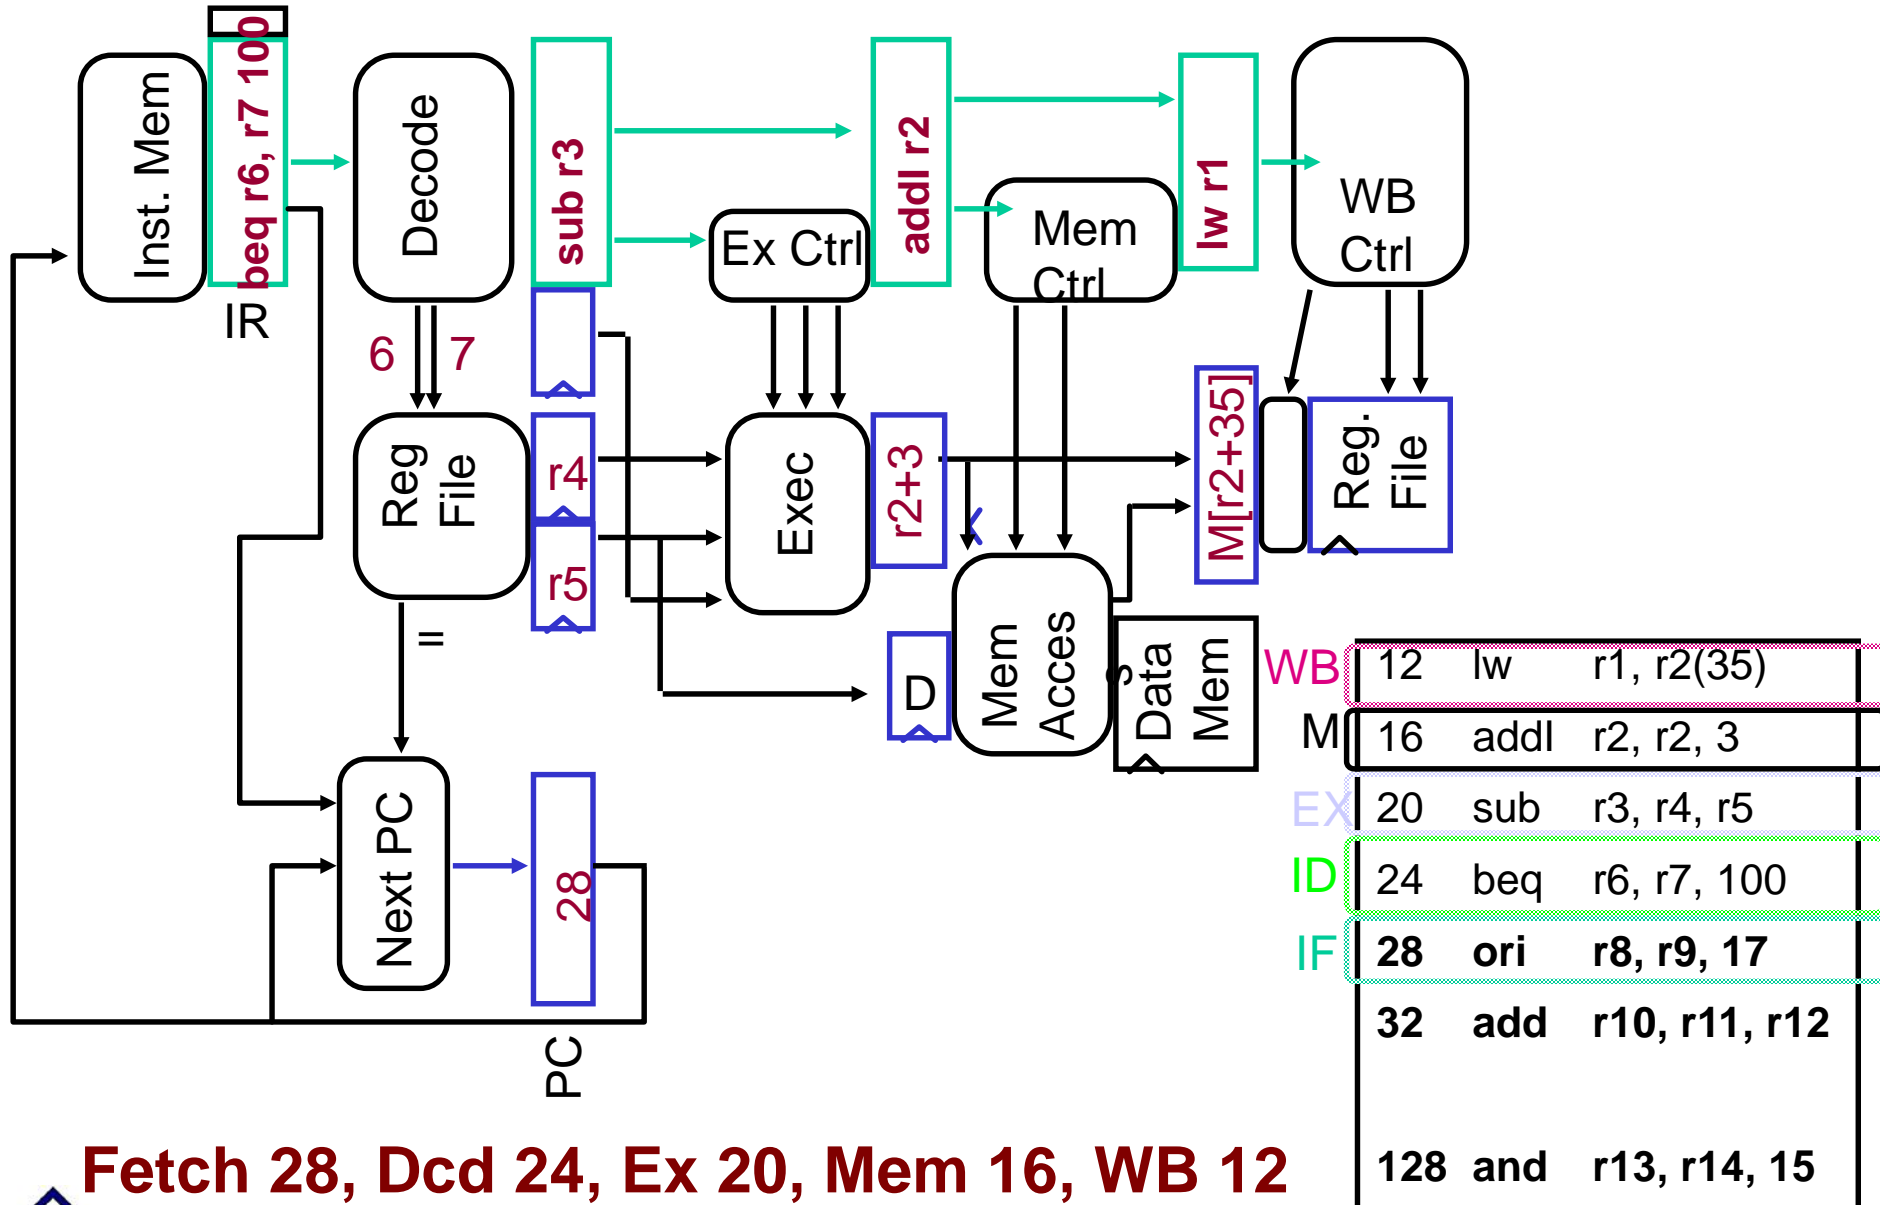 Inst. Mem
beq r6, r7 100
IR
Decode
6 7
sub r3
Ex Ctrl
addI r2
Mem
Ctrl
lw r1
WB
Ctrl
Reg
File
r4
r5
Exec
r2+3
M[r2+35]
Reg.
File
=
D
Mem
Acces
s
Data
Mem
Next PC
28
PC
WB 12 lw r1, r2(35)
M 16 addI r2, r2, 3
EX 20 sub r3, r4, r5
ID 24 beq r6, r7, 100
IF 28 ori r8, r9, 17
32 add r10, r11, r12
128 and r13, r14, 15
Fetch 28, Dcd 24, Ex 20, Mem 16, WB 12